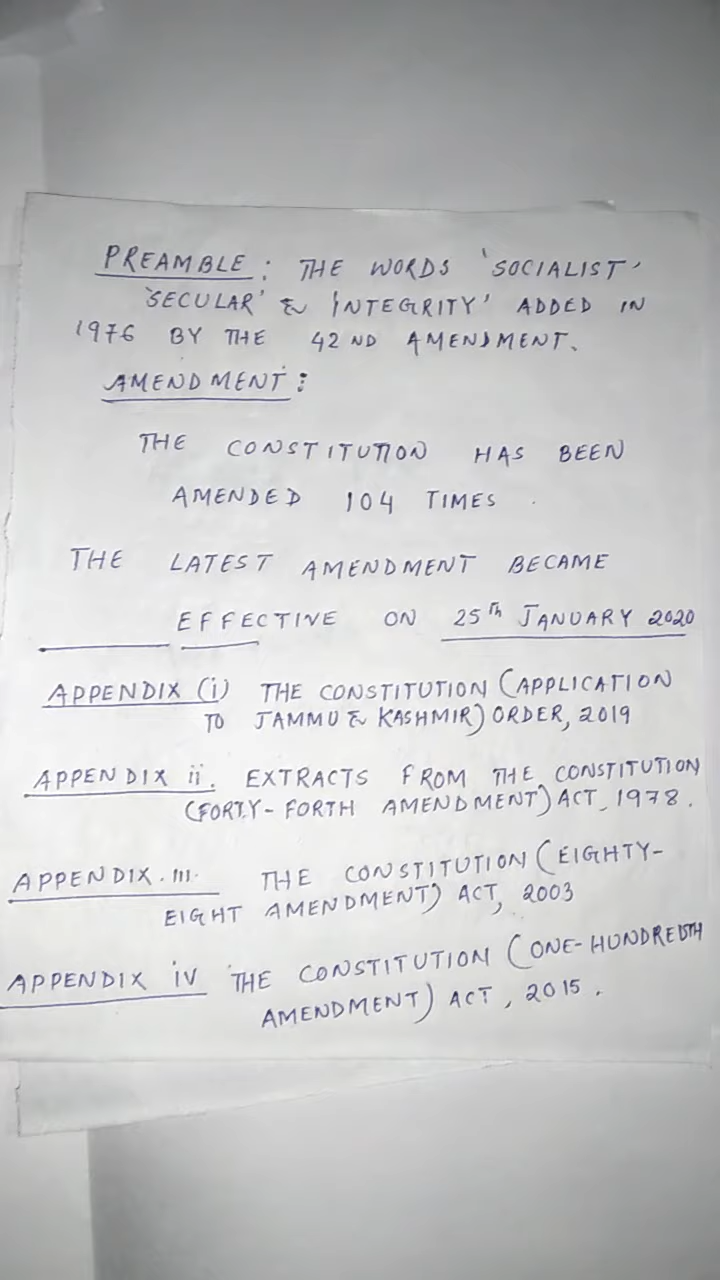 PREAMBLE : THE WORDS 'SOCIALIST'
'SECULAR' & 'INTEGRITY' ADDED IN
1976 BY THE 42ND AMENDMENT.
AMENDMENT :
THE CONSTITUTION HAS BEEN
AMENDED 104 TIMES .
THE LATEST AMENDMENT BECAME
EFFECTIVE ON 25TH JANUARY 2020
APPENDIX (i) THE CONSTITUTION (APPLICATION
TO JAMMU & KASHMIR) ORDER, 2019
APPENDIX ii. EXTRACTS FROM THE CONSTITUTION
(FORTY-FORTH AMENDMENT) ACT, 1978.
APPENDIX.III. THE CONSTITUTION (EIGHTY-
EIGHT AMENDMENT) ACT, 2003
APPENDIX iV THE CONSTITUTION (ONE-HUNDREDTH
AMENDMENT) ACT, 2015.